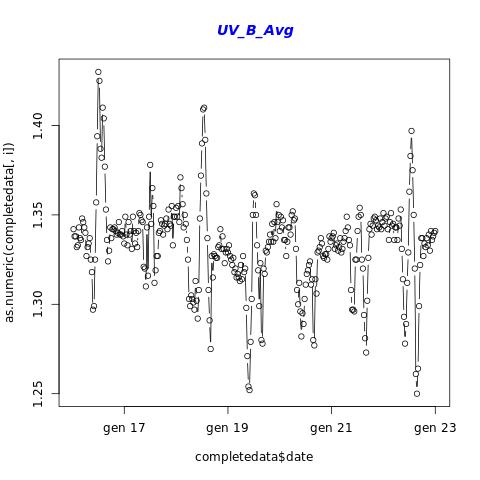 UV_B_Avg
as.numeric(completedata[, i])
1.40
1.35
1.30
1.25
gen 17
gen 19
gen 21
gen 23
completedata$date